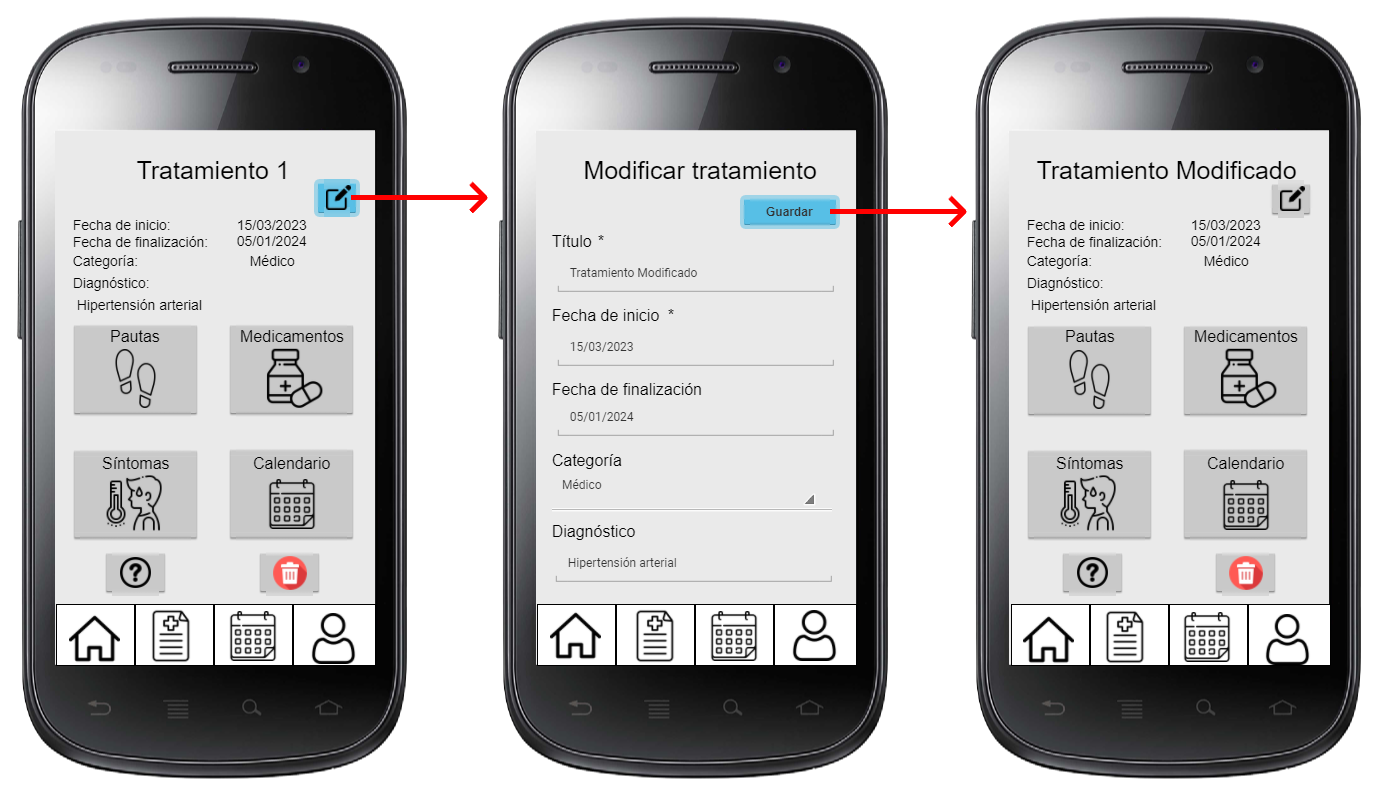 Tratamiento 1
Fecha de inicio: 15/03/2023
Fecha de finalización: 05/01/2024
Categoría: Médico
Diagnóstico:
Hipertensión arterial
Pautas Medicamentos
Síntomas Calendario
Modificar tratamiento
Guardar
Título *
Tratamiento Modificado
Fecha de inicio *
15/03/2023
Fecha de finalización
05/01/2024
Categoría
Médico
Diagnóstico
Hipertensión arterial
Tratamiento Modificado
Fecha de inicio: 15/03/2023
Fecha de finalización: 05/01/2024
Categoría: Médico
Diagnóstico:
Hipertensión arterial
Pautas Medicamentos
Síntomas Calendario